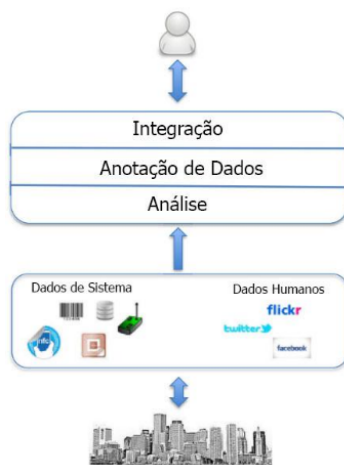 Integração
Anotação de Dados
Análise
Dados de Sistema
Dados Humanos
flickr
twitter
facebook